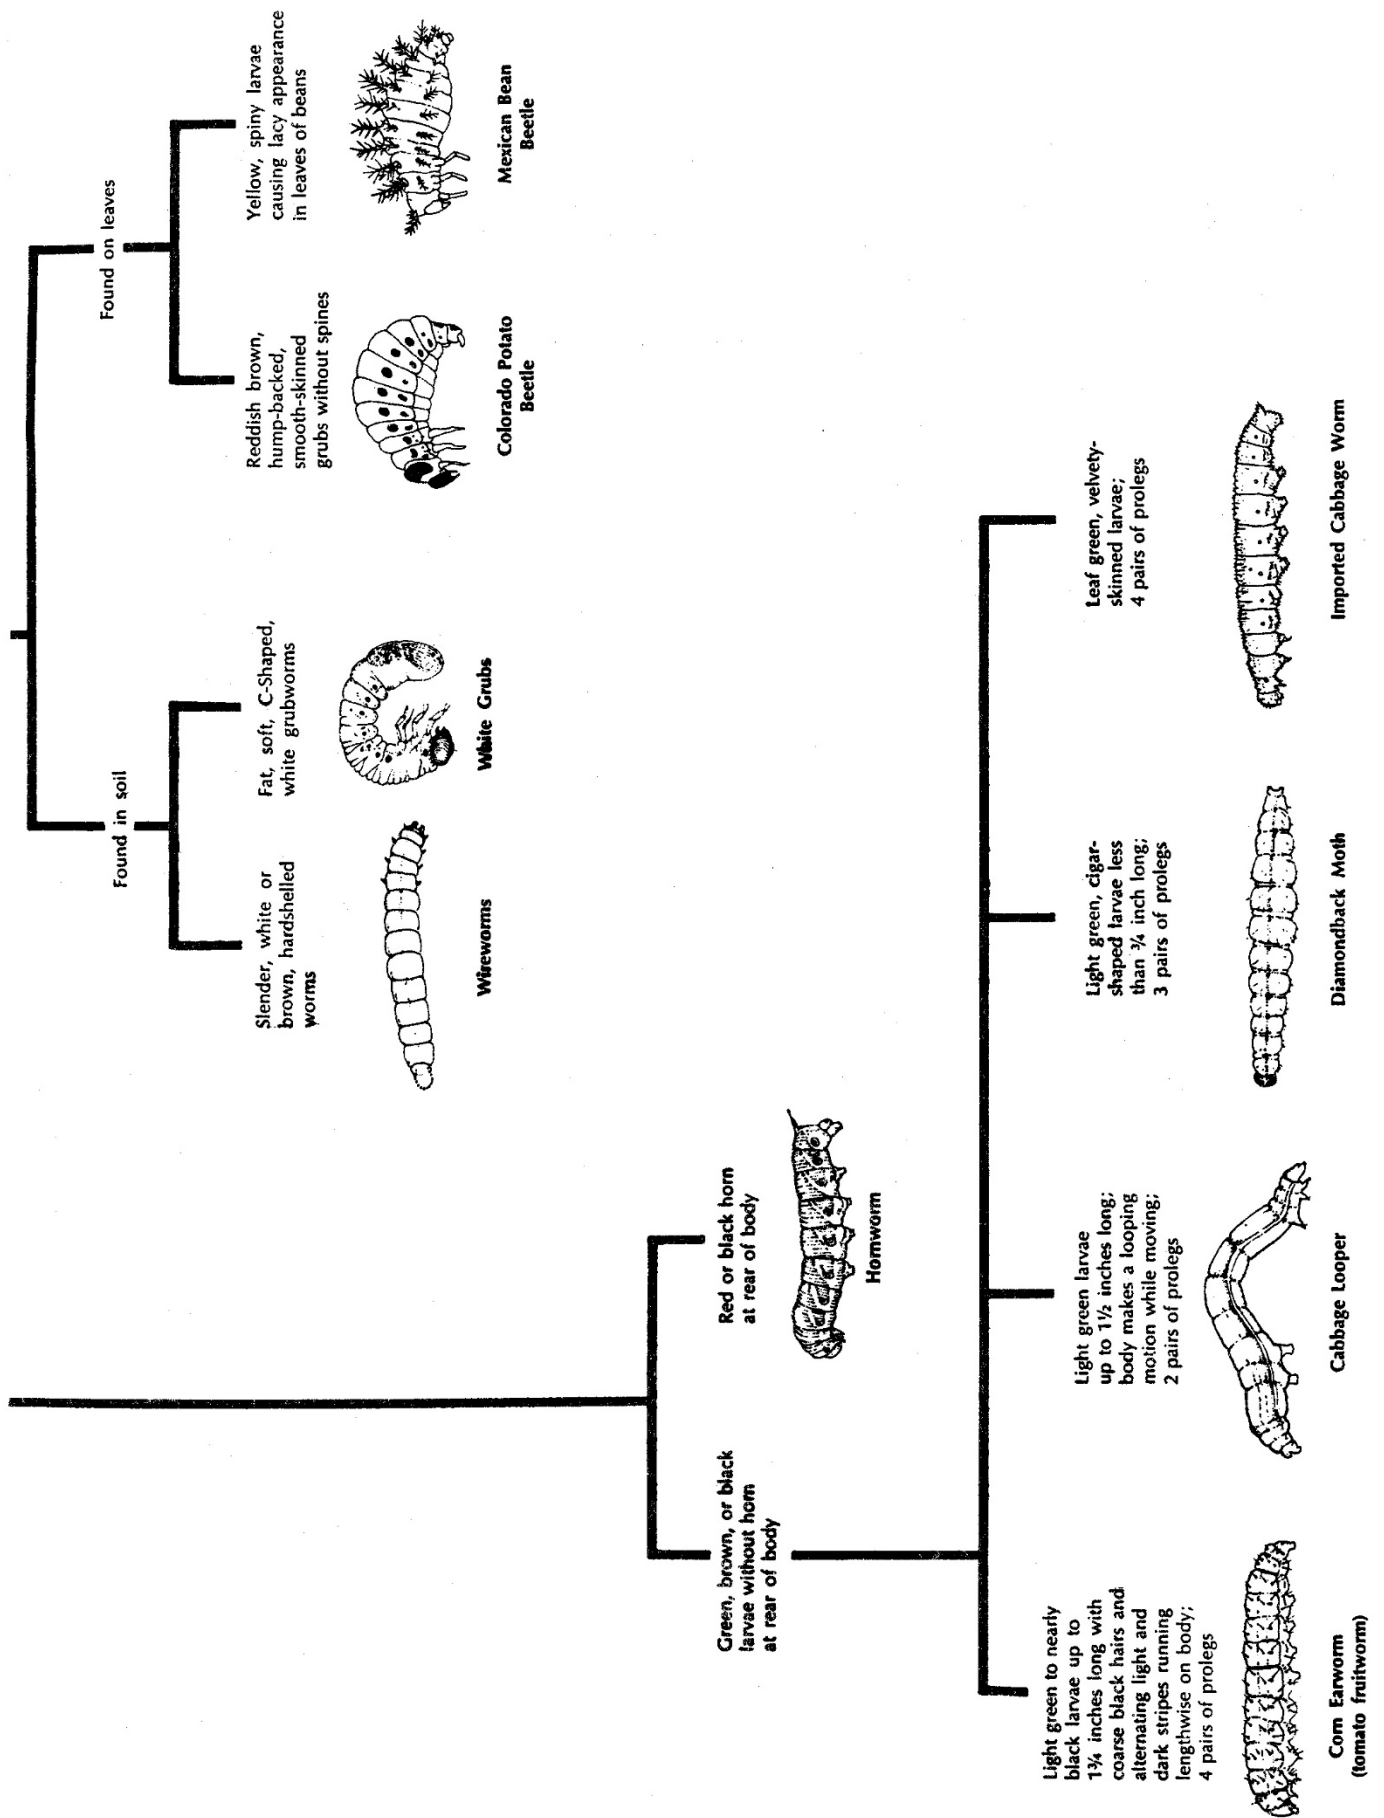 Found in soil
Found on leaves
Slender, white or
brown, hardshelled
worms
Wireworms
Fat, soft, C-Shaped,
white grubworms
White Grubs
Reddish brown,
hump-backed,
smooth-skinned
grubs without spines
Colorado Potato
Beetle
Yellow, spiny larvae
causing lacy appearance
in leaves of beans
Mexican Bean
Beetle
Green, brown, or black
larvae without horn
at rear of body
Red or black horn
at rear of body
Hornworm
Light green to nearly
black larvae up to
1¾ inches long with
coarse black hairs and
alternating light and
dark stripes running
lengthwise on body;
4 pairs of prolegs
Corn Earworm
(tomato fruitworm)
Light green larvae
up to 1½ inches long;
body makes a looping
motion while moving;
2 pairs of prolegs
Cabbage Looper
Light green, cigar-
shaped larvae less
than ¾ inch long;
3 pairs of prolegs
Diamondback Moth
Leaf green, velvety-
skinned larvae;
4 pairs of prolegs
Imported Cabbage Worm